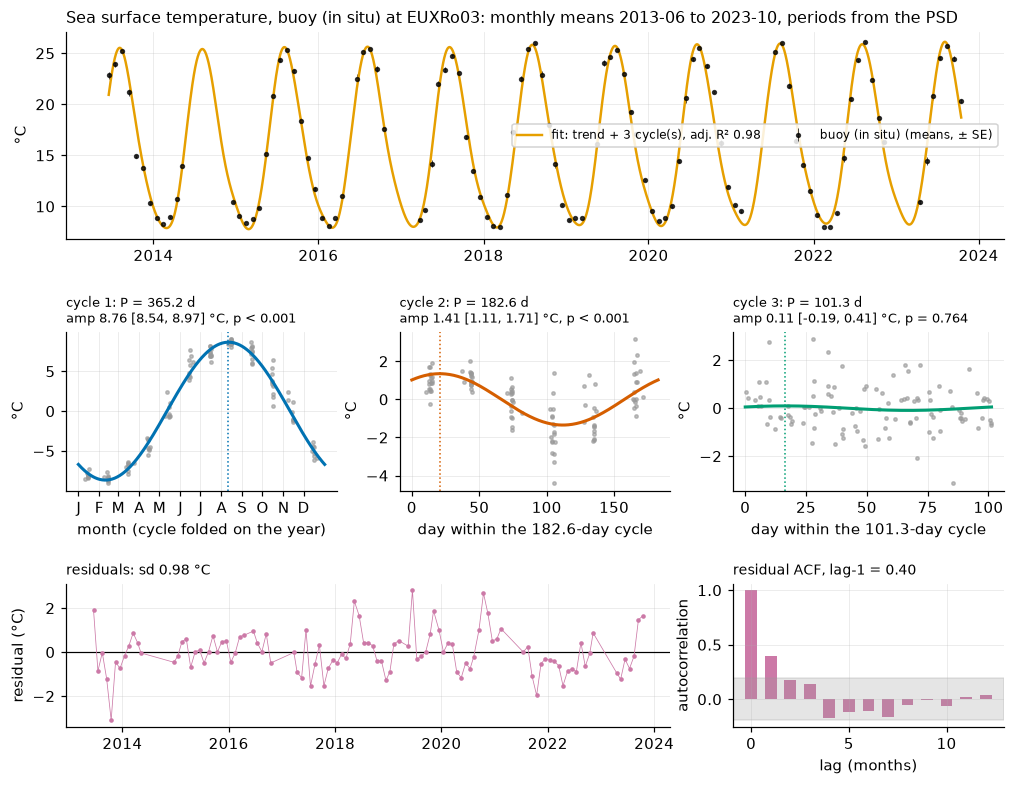 Sea surface temperature, buoy (in situ) at EUXRo03: monthly means 2013-06 to 2023-10, periods from the PSD
°C
25
20
15
10
fit: trend + 3 cycle(s), adj. R² 0.98
buoy (in situ) (means, ± SE)
2014 2016 2018 2020 2022 2024
cycle 1: P = 365.2 d
amp 8.76 [8.54, 8.97] °C, p < 0.001
°C
5
0
−5
J F M A M J J A S O N D
month (cycle folded on the year)
cycle 2: P = 182.6 d
amp 1.41 [1.11, 1.71] °C, p < 0.001
°C
2
0
−2
−4
0 50 100 150
day within the 182.6-day cycle
cycle 3: P = 101.3 d
amp 0.11 [-0.19, 0.41] °C, p = 0.764
°C
2
0
−2
0 25 50 75 100
day within the 101.3-day cycle
residuals: sd 0.98 °C
residual (°C)
2
0
−2
2014 2016 2018 2020 2022 2024
residual ACF, lag-1 = 0.40
autocorrelation
1.0
0.5
0.0
0 5 10
lag (months)